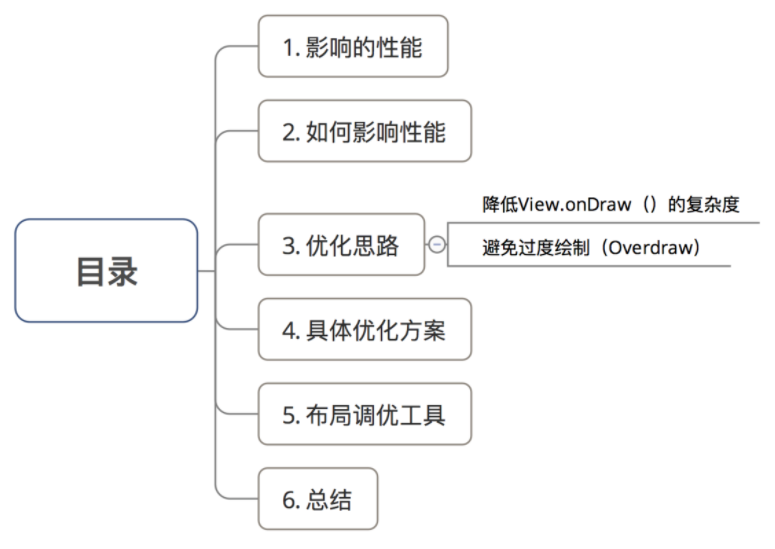 目录
1. 影响的性能
2. 如何影响性能
3. 优化思路
降低View.onDraw（）的复杂度
避免过度绘制（Overdraw）
4. 具体优化方案
5. 布局调优工具
6. 总结